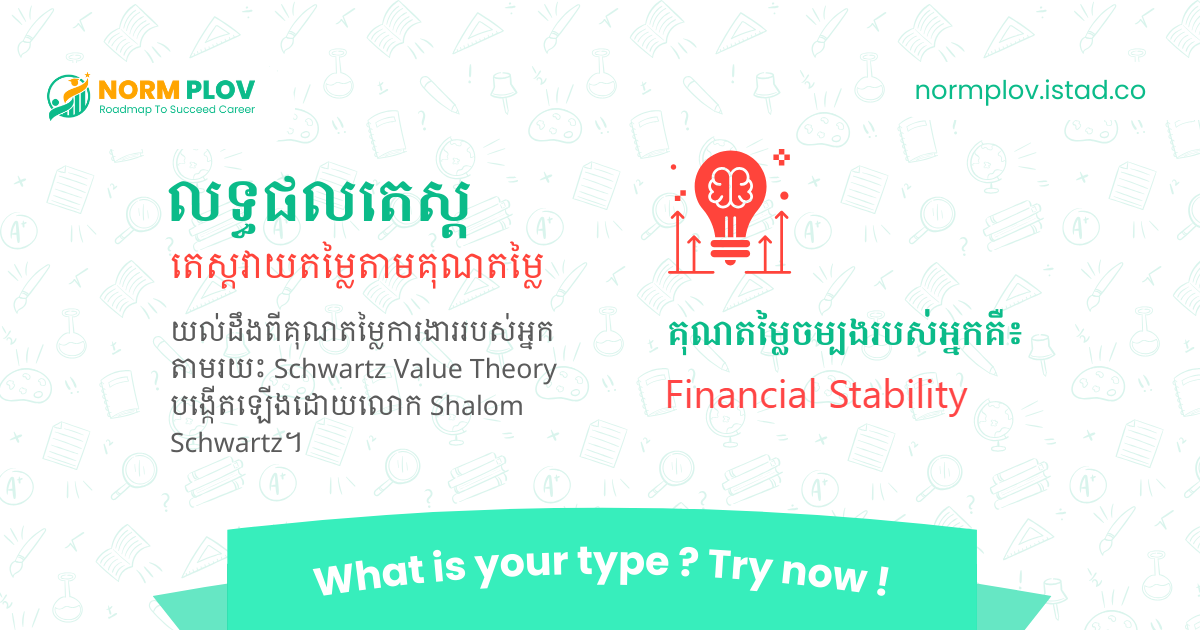 NORM PLOV
Roadmap To Succeed Career
normplov.istad.co
លទ្ធផលតេស្ត
តេស្តវាយតម្លៃតាមគុណតម្លៃ
យល់ដឹងពីគុណតម្លៃការងាររបស់អ្នក
តាមរយៈ Schwartz Value Theory
បង្កើតឡើងដោយលោក Shalom
Schwartz។
គុណតម្លៃចម្បងរបស់អ្នកគឺ៖
Financial Stability
What is your type ? Try now !